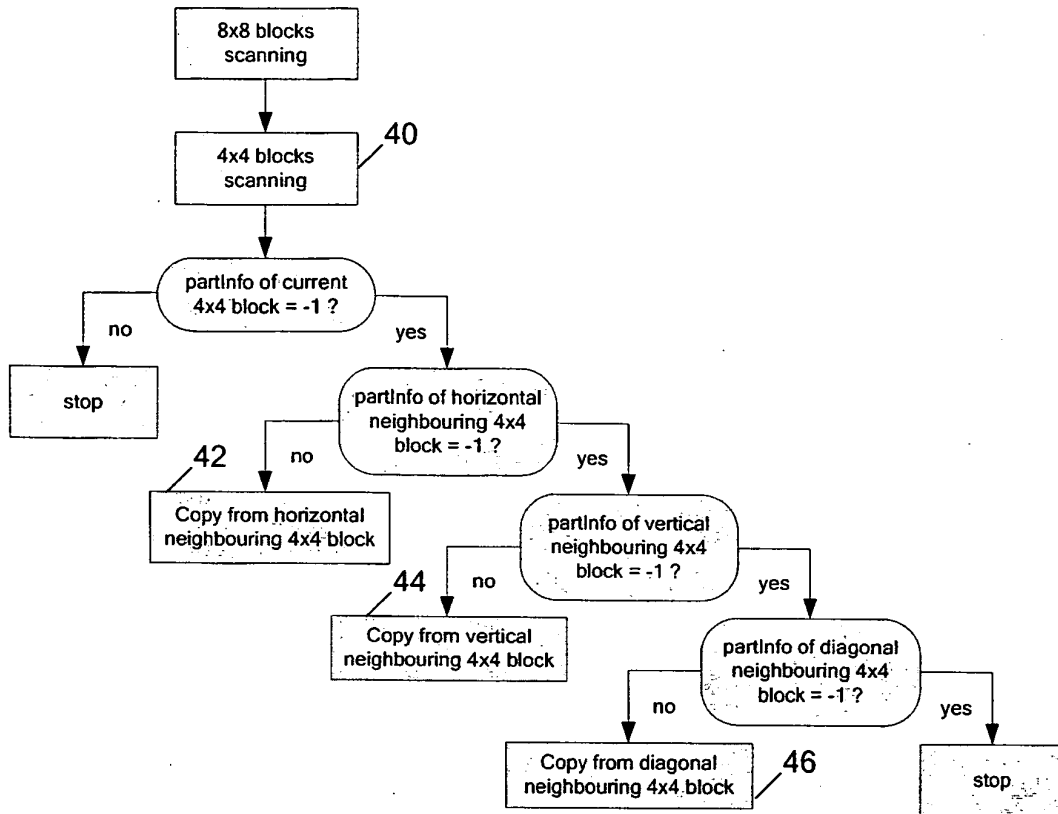 8x8 blocks
scanning
40
4x4 blocks
scanning
partInfo of current
4x4 block = -1 ?
no
yes
stop
partInfo of horizontal
neighbouring 4x4
block = -1 ?
42
no
yes
Copy from horizontal
neighbouring 4x4 block
partInfo of vertical
neighbouring 4x4
block = -1 ?
44
no
yes
Copy from vertical
neighbouring 4x4 block
partInfo of diagonal
neighbouring 4x4
block = -1 ?
no
yes
Copy from diagonal
neighbouring 4x4 block
46
stop